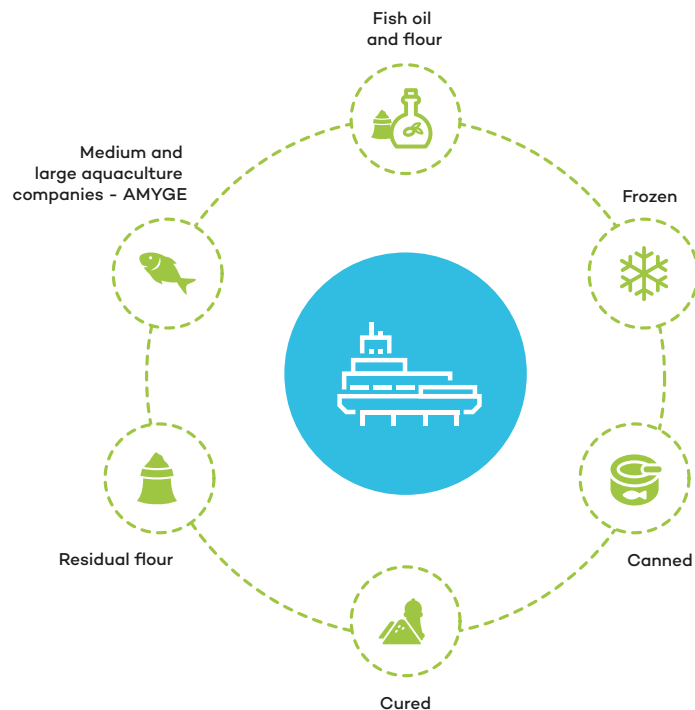 Fish oil
and flour
Medium and
large aquaculture
companies - AMYGE
Frozen
Residual flour
Canned
Cured